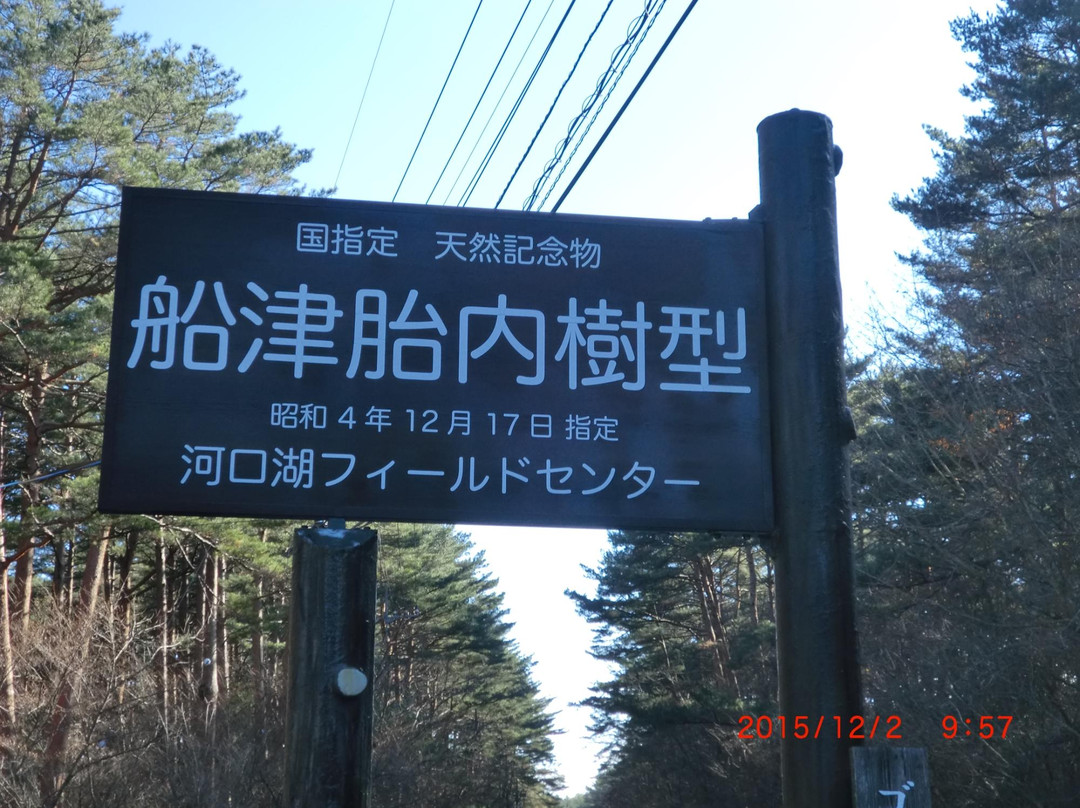 国指定　天然記念物
船津胎内樹型
昭和 4 年 12 月 17 日 指定
河口湖フィールドセンター
2015/12/2 9:57
ゴ